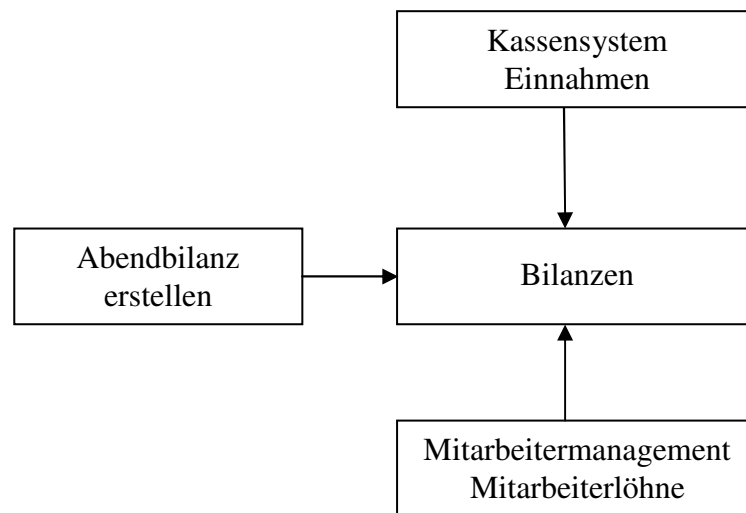 Kassensystem
Einnahmen
Abendbilanz
erstellen
Bilanzen
Mitarbeitermanagement
Mitarbeiterlöhne